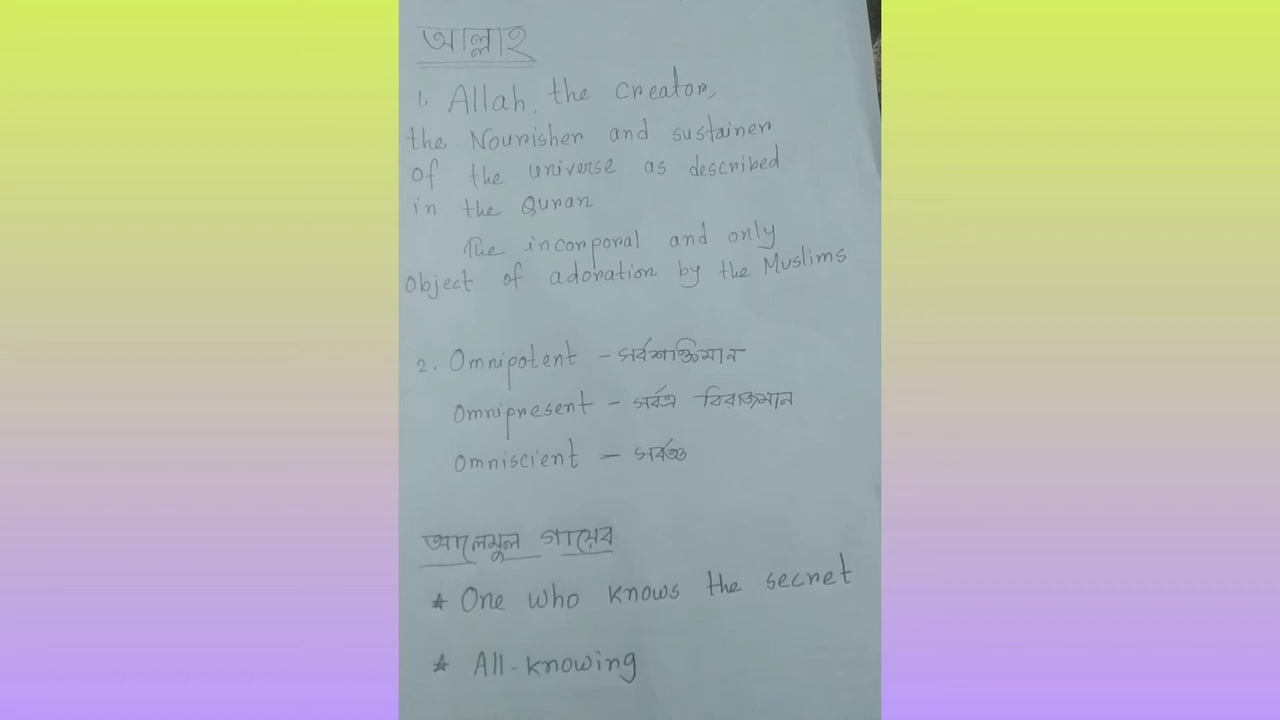 আল্লাহ
1. Allah, the creator,
the Nourisher and sustainer
of the universe as described
in the Quran
The incorporal and only
Object of adoration by the Muslims
2. Omnipotent - সর্বশক্তিমান
Omnipresent - সর্বত্র বিরাজমান
Omniscient - সর্বজ্ঞ
আলেমুল গায়েব
* One who knows the secret
* All-knowing